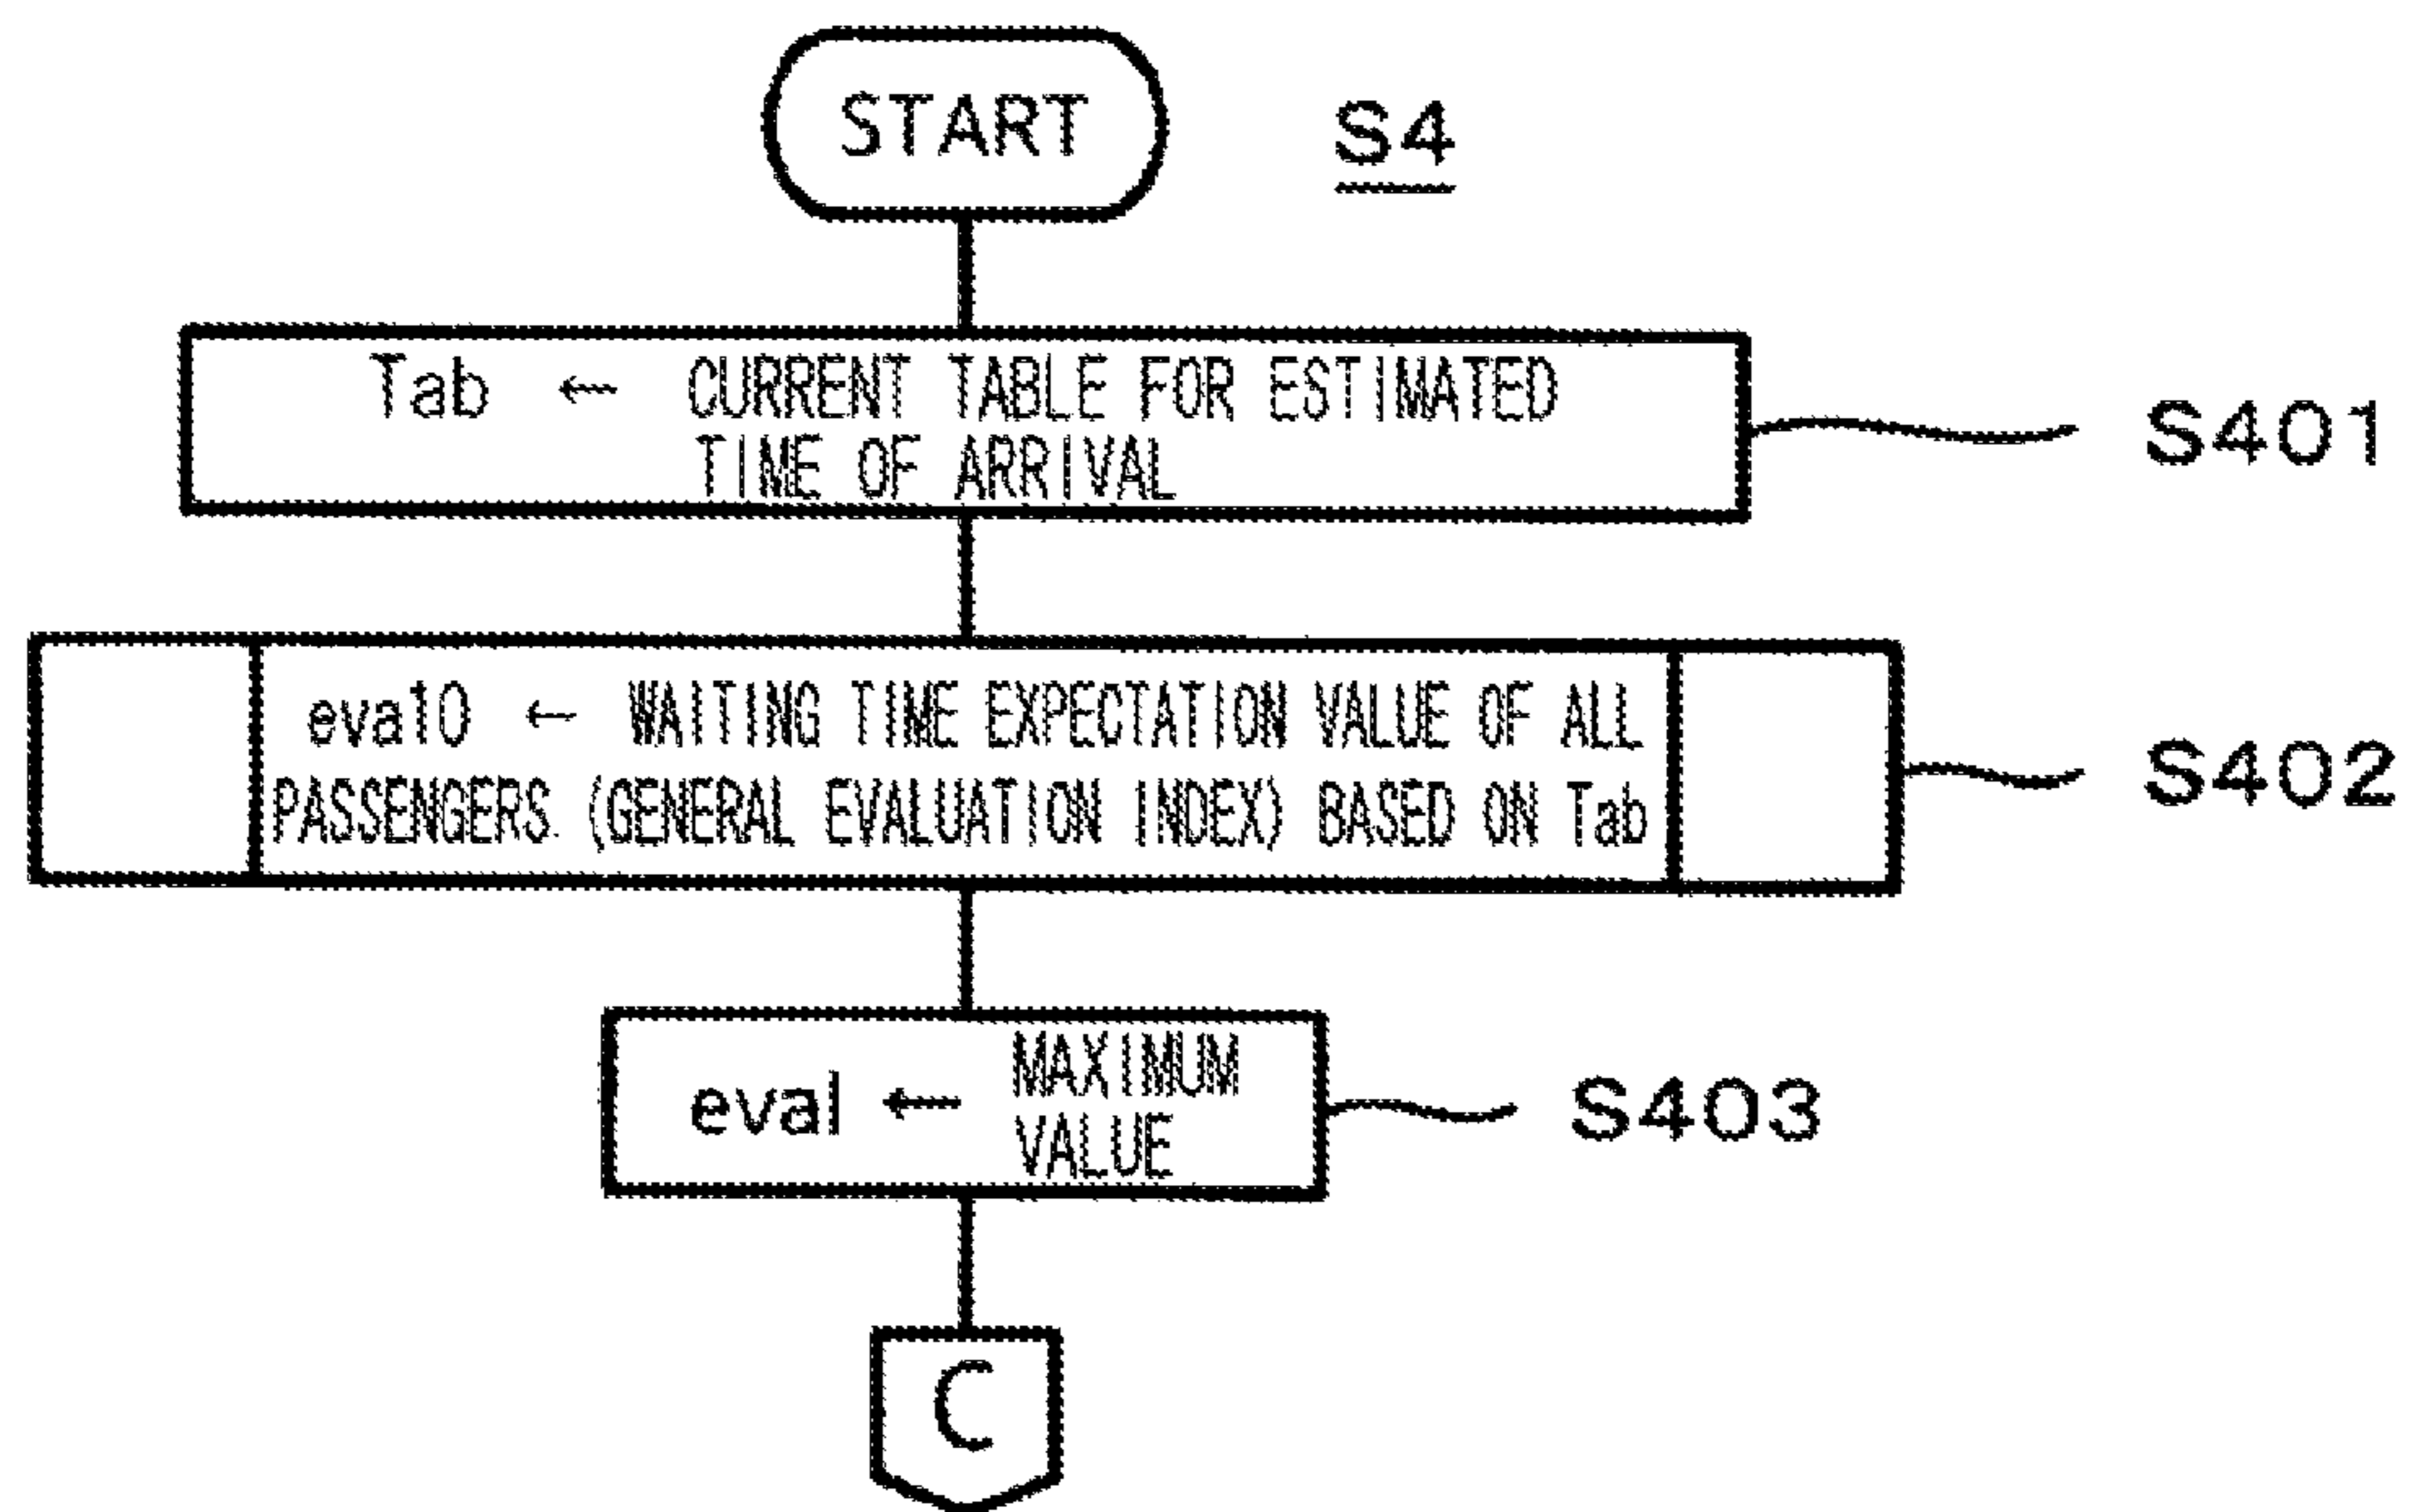 START
S4
Tab ← CURRENT TABLE FOR ESTIMATED
TIME OF ARRIVAL
S401
eval0 ← WAITING TIME EXPECTATION VALUE OF ALL
PASSENGERS (GENERAL EVALUATION INDEX) BASED ON Tab
S402
eval ← MAXIMUM
VALUE
S403
C